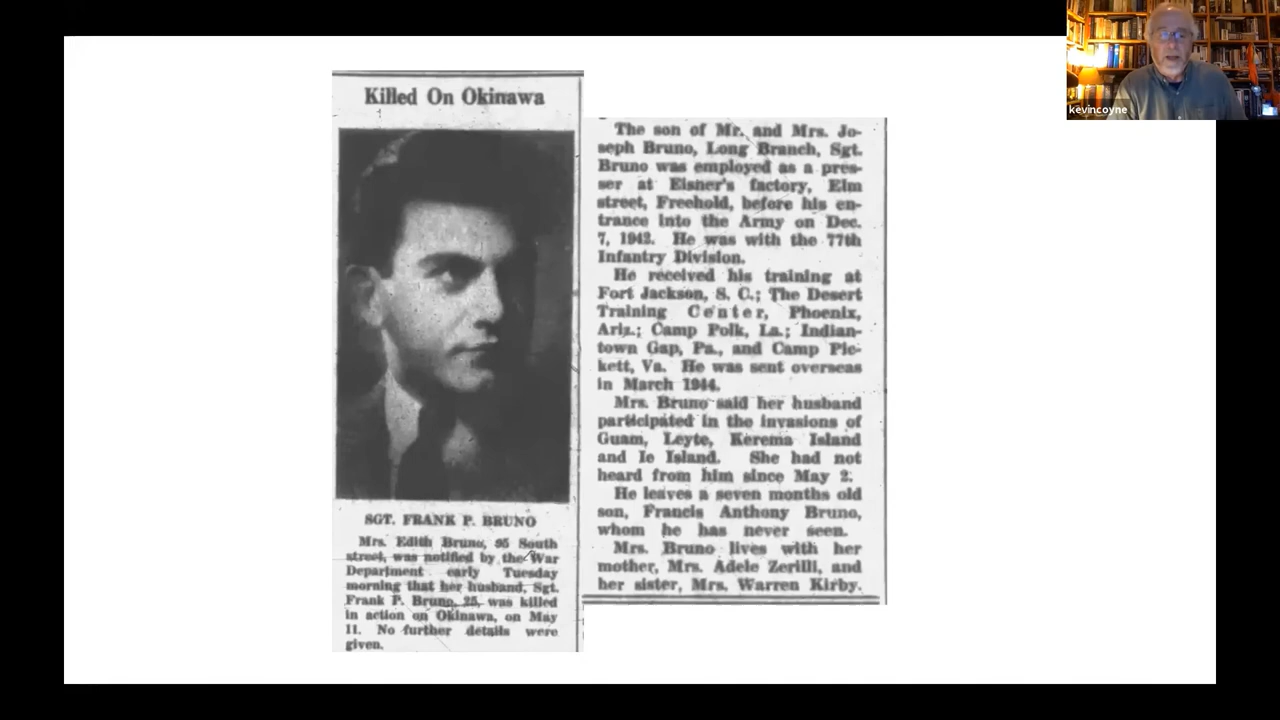 Killed On Okinawa
SGT. FRANK P. BRUNO
Mrs. Edith Bruno, 95 South
street, was notified by the War
Department early Tuesday
morning that her husband, Sgt.
Frank P. Bruno, 25, was killed
in action on Okinawa, on May
11. No further details were
given.
The son of Mr. and Mrs. Jo-
seph Bruno, Long Branch, Sgt.
Bruno was employed as a pres-
ser at Eisner's factory, Elm
street, Freehold, before his en-
trance into the Army on Dec.
7, 1942. He was with the 77th
Infantry Division.
He received his training at
Fort Jackson, S. C.; The Desert
Training Center, Phoenix,
Ariz.; Camp Polk, La.; Indian-
town Gap, Pa., and Camp Pic-
kett, Va. He was sent overseas
in March 1944.
Mrs. Bruno said her husband
participated in the invasions of
Guam, Leyte, Kerema Island
and Ie Island. She had not
heard from him since May 2.
He leaves a seven months old
son, Francis Anthony Bruno,
whom he has never seen.
Mrs. Bruno lives with her
mother, Mrs. Adele Zerilli, and
her sister, Mrs. Warren Kirby.
kevincoyne